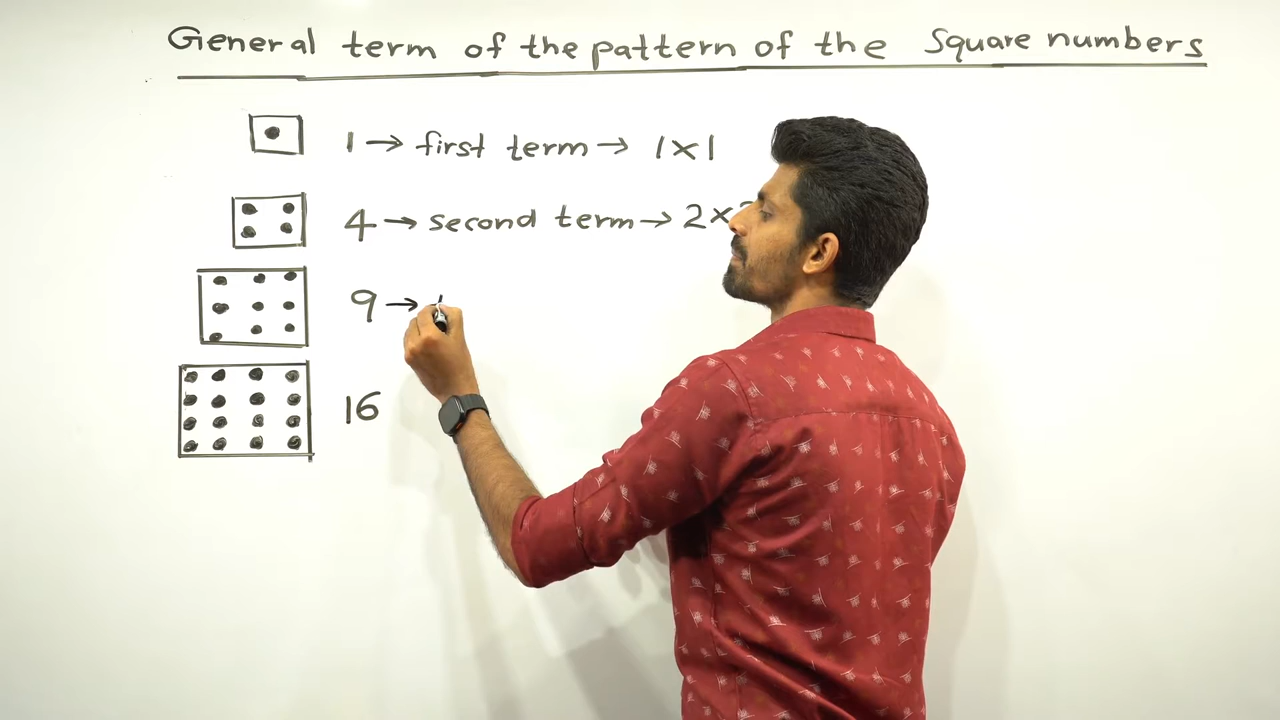 General term of the pattern of the Square numbers
1 → first term → 1×1
4 → second term → 2×
9 →
16